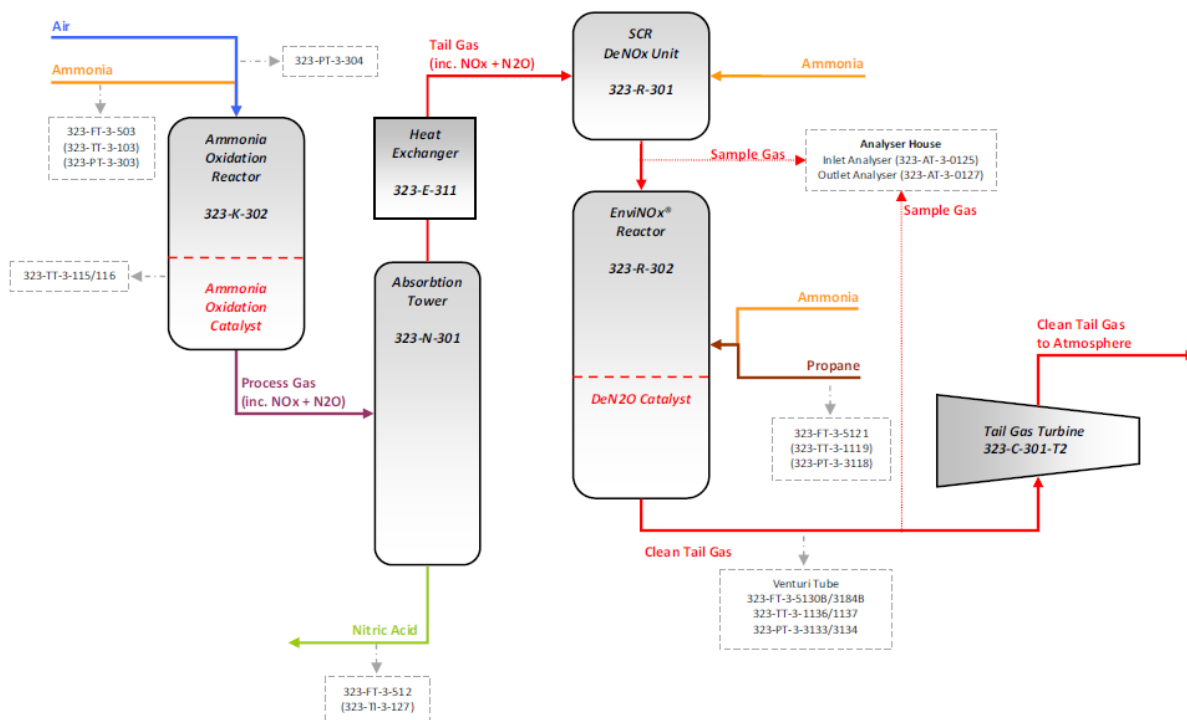 Air
323-PT-3-304
Ammonia
323-FT-3-503
(323-TT-3-103)
(323-PT-3-303)
Ammonia
Oxidation
Reactor
323-K-302
323-TT-3-115/116
Ammonia
Oxidation
Catalyst
Process Gas
(inc. NOx + N2O)
Tail Gas
(inc. NOx + N2O)
Heat
Exchanger
323-E-311
Absorbtion
Tower
323-N-301
Nitric Acid
323-FT-3-512
(323-TI-3-127)
SCR
DeNOx Unit
323-R-301
Ammonia
Sample Gas
Analyser House
Inlet Analyser (323-AT-3-0125)
Outlet Analyser (323-AT-3-0127)
Sample Gas
EnviNOx®
Reactor
323-R-302
Ammonia
Propane
DeN2O Catalyst
323-FT-3-5121
(323-TT-3-1119)
(323-PT-3-3118)
Clean Tail Gas
to Atmosphere
Tail Gas Turbine
323-C-301-T2
Clean Tail Gas
Venturi Tube
323-FT-3-5130B/3184B
323-TT-3-1136/1137
323-PT-3-3133/3134